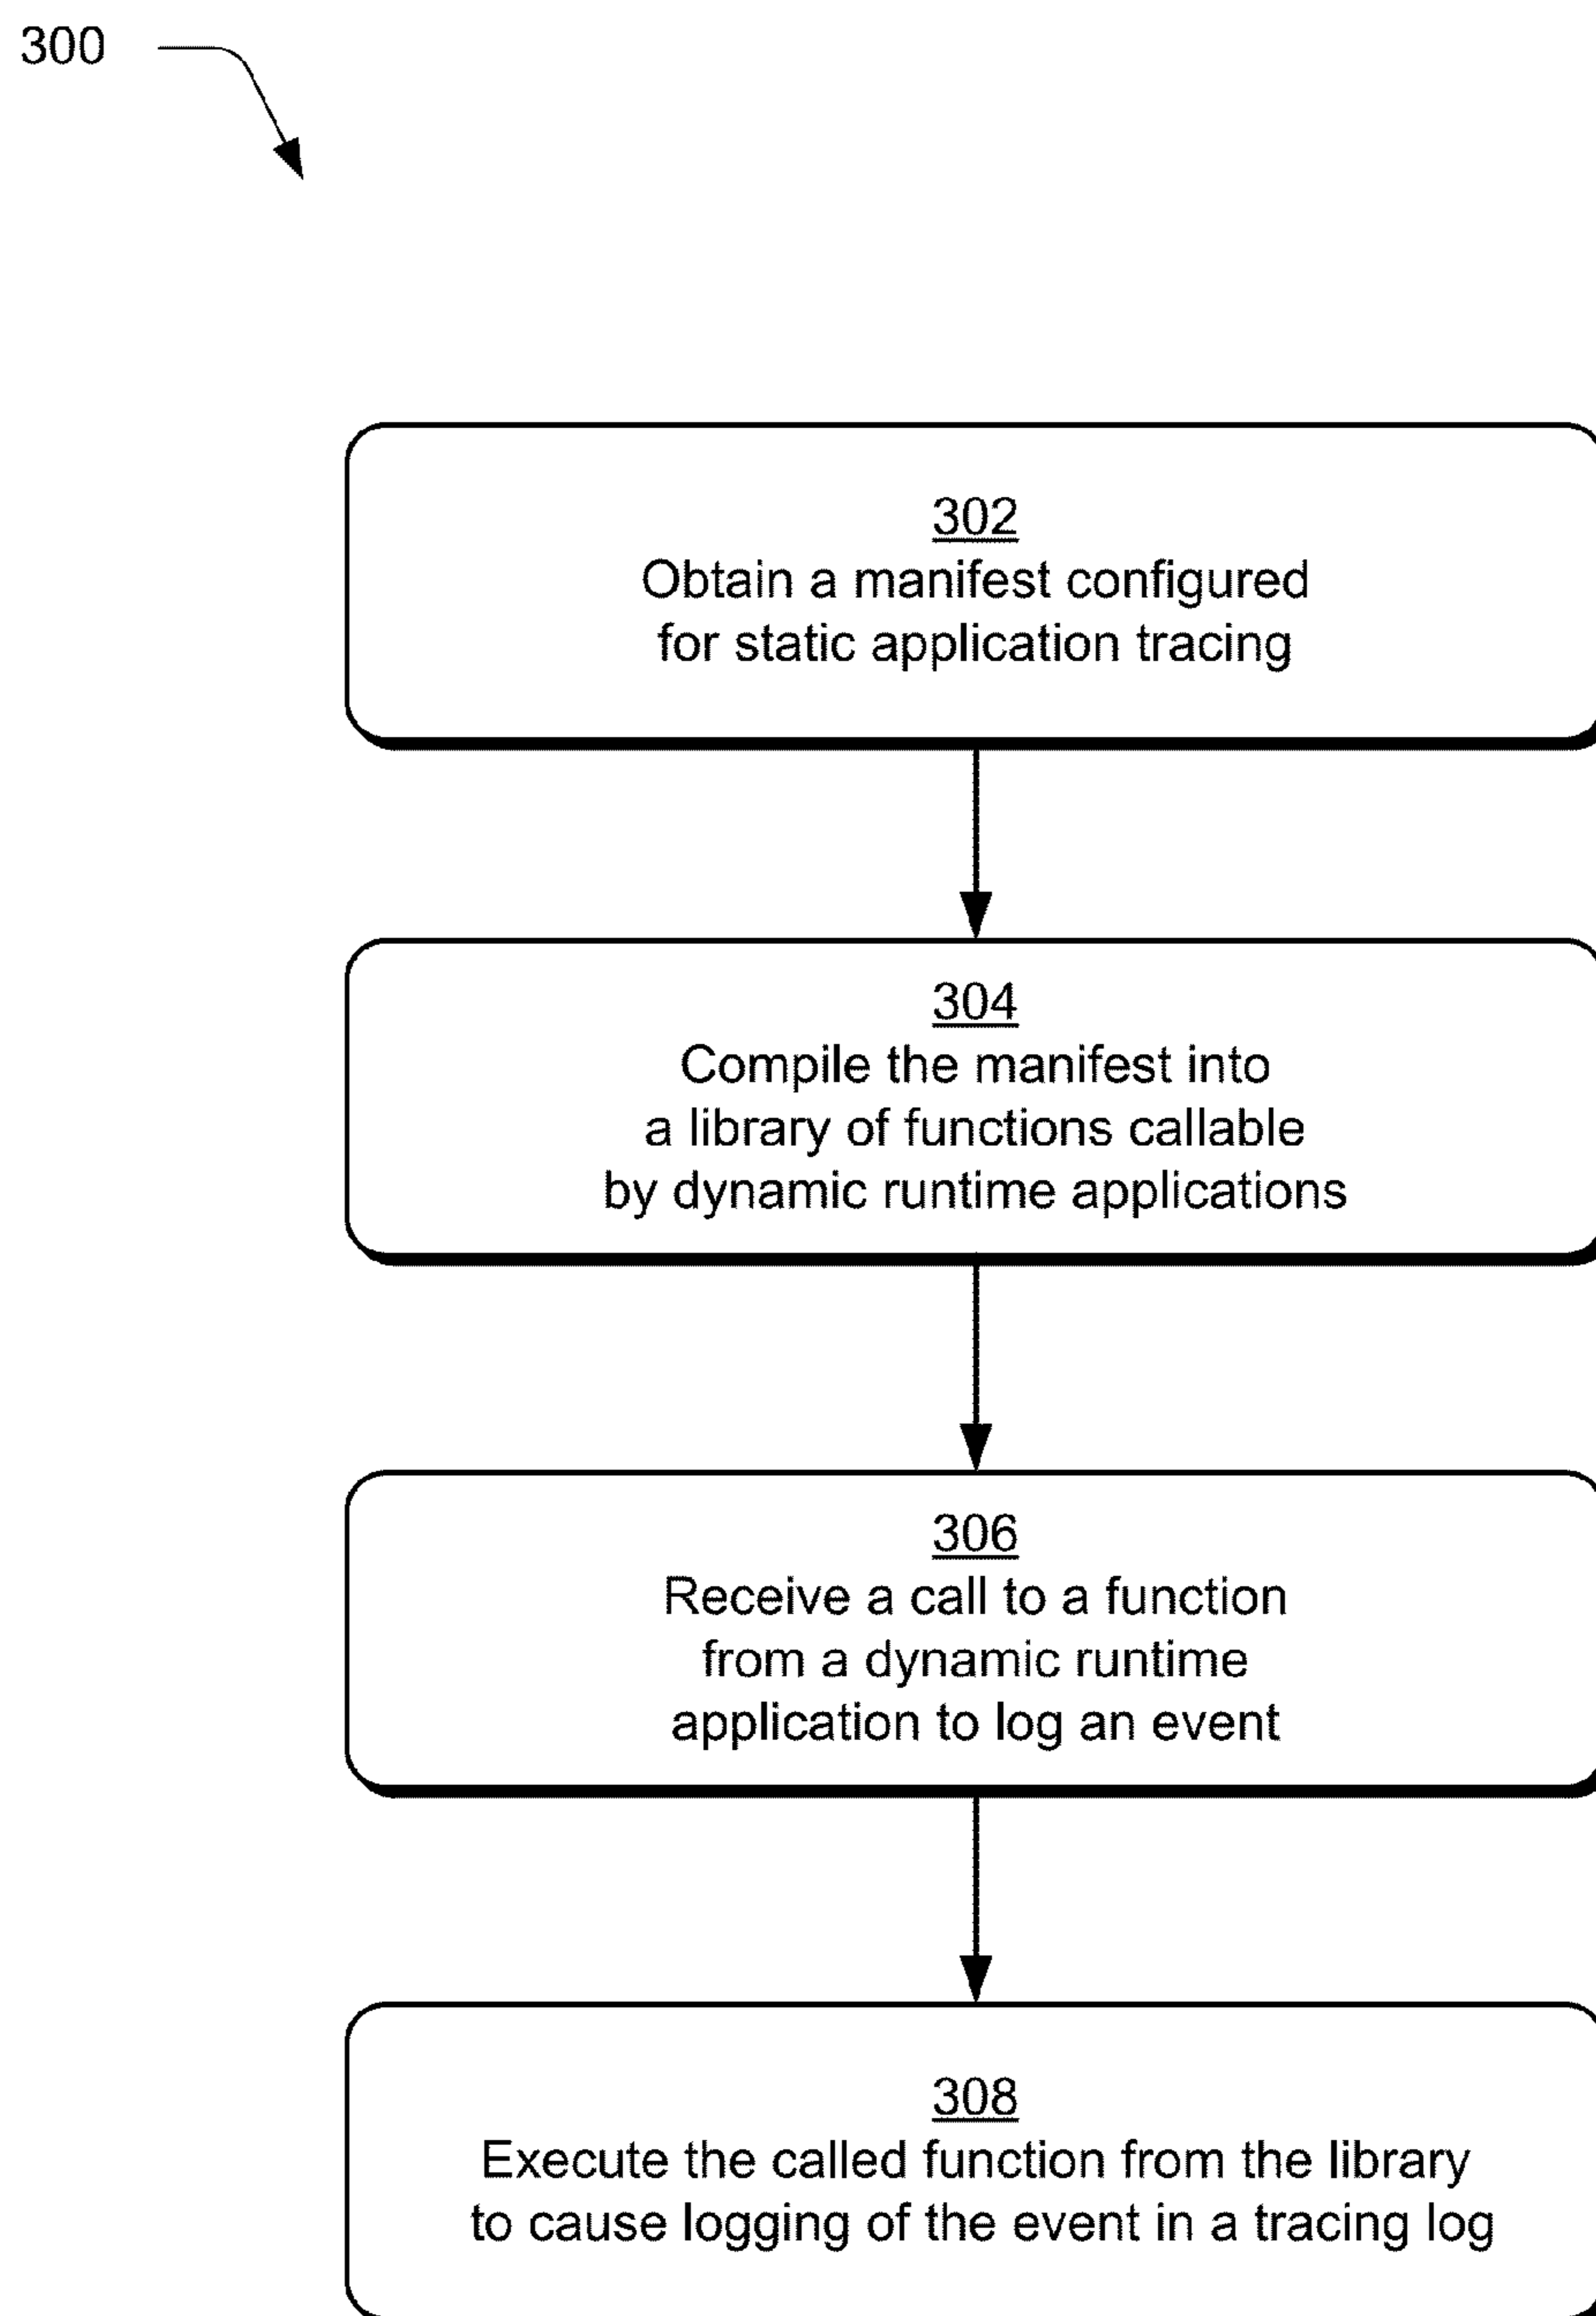 300
302
Obtain a manifest configured
for static application tracing
304
Compile the manifest into
a library of functions callable
by dynamic runtime applications
306
Receive a call to a function
from a dynamic runtime
application to log an event
308
Execute the called function from the library
to cause logging of the event in a tracing log